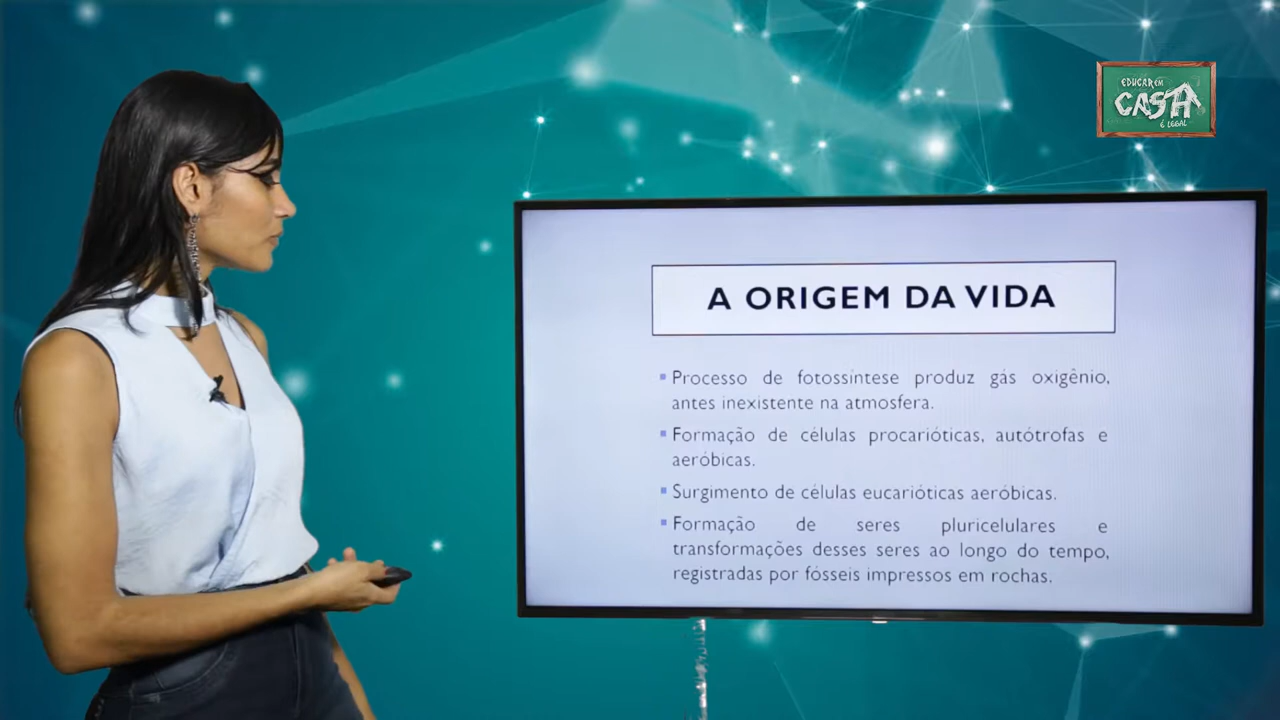 EDUCAR EM
CASA
É LEGAL
A ORIGEM DA VIDA
Processo de fotossíntese produz gás oxigênio,
antes inexistente na atmosfera.
Formação de células procarióticas, autótrofas e
aeróbicas.
Surgimento de células eucarióticas aeróbicas.
Formação de seres pluricelulares e
transformações desses seres ao longo do tempo,
registradas por fósseis impressos em rochas.